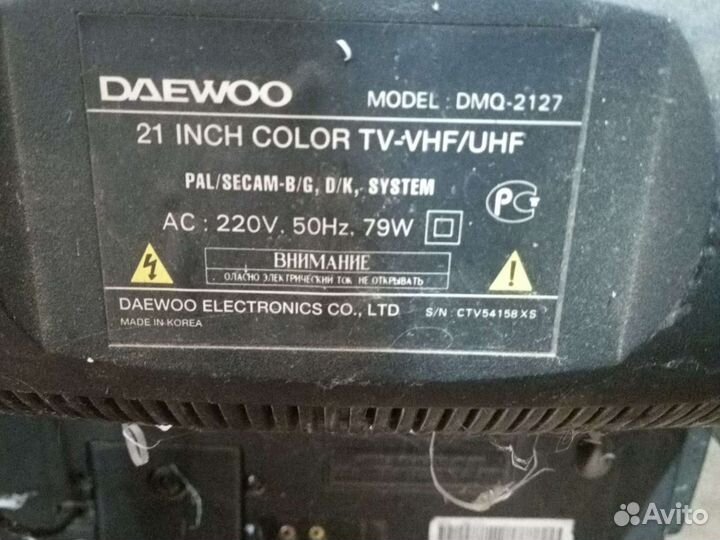 DAEWOO MODEL : DMQ-2127
21 INCH COLOR TV-VHF/UHF
PAL/SECAM-B/G, D/K, SYSTEM
PC
AC : 220V, 50Hz, 79W
ВНИМАНИЕ
ОПАСНО ЭЛЕКТРИЧЕСКИЙ ТОК НЕ ОТКРЫВАТЬ
DAEWOO ELECTRONICS CO., LTD S/N : CTV54158XS
MADE IN KOREA
Avito